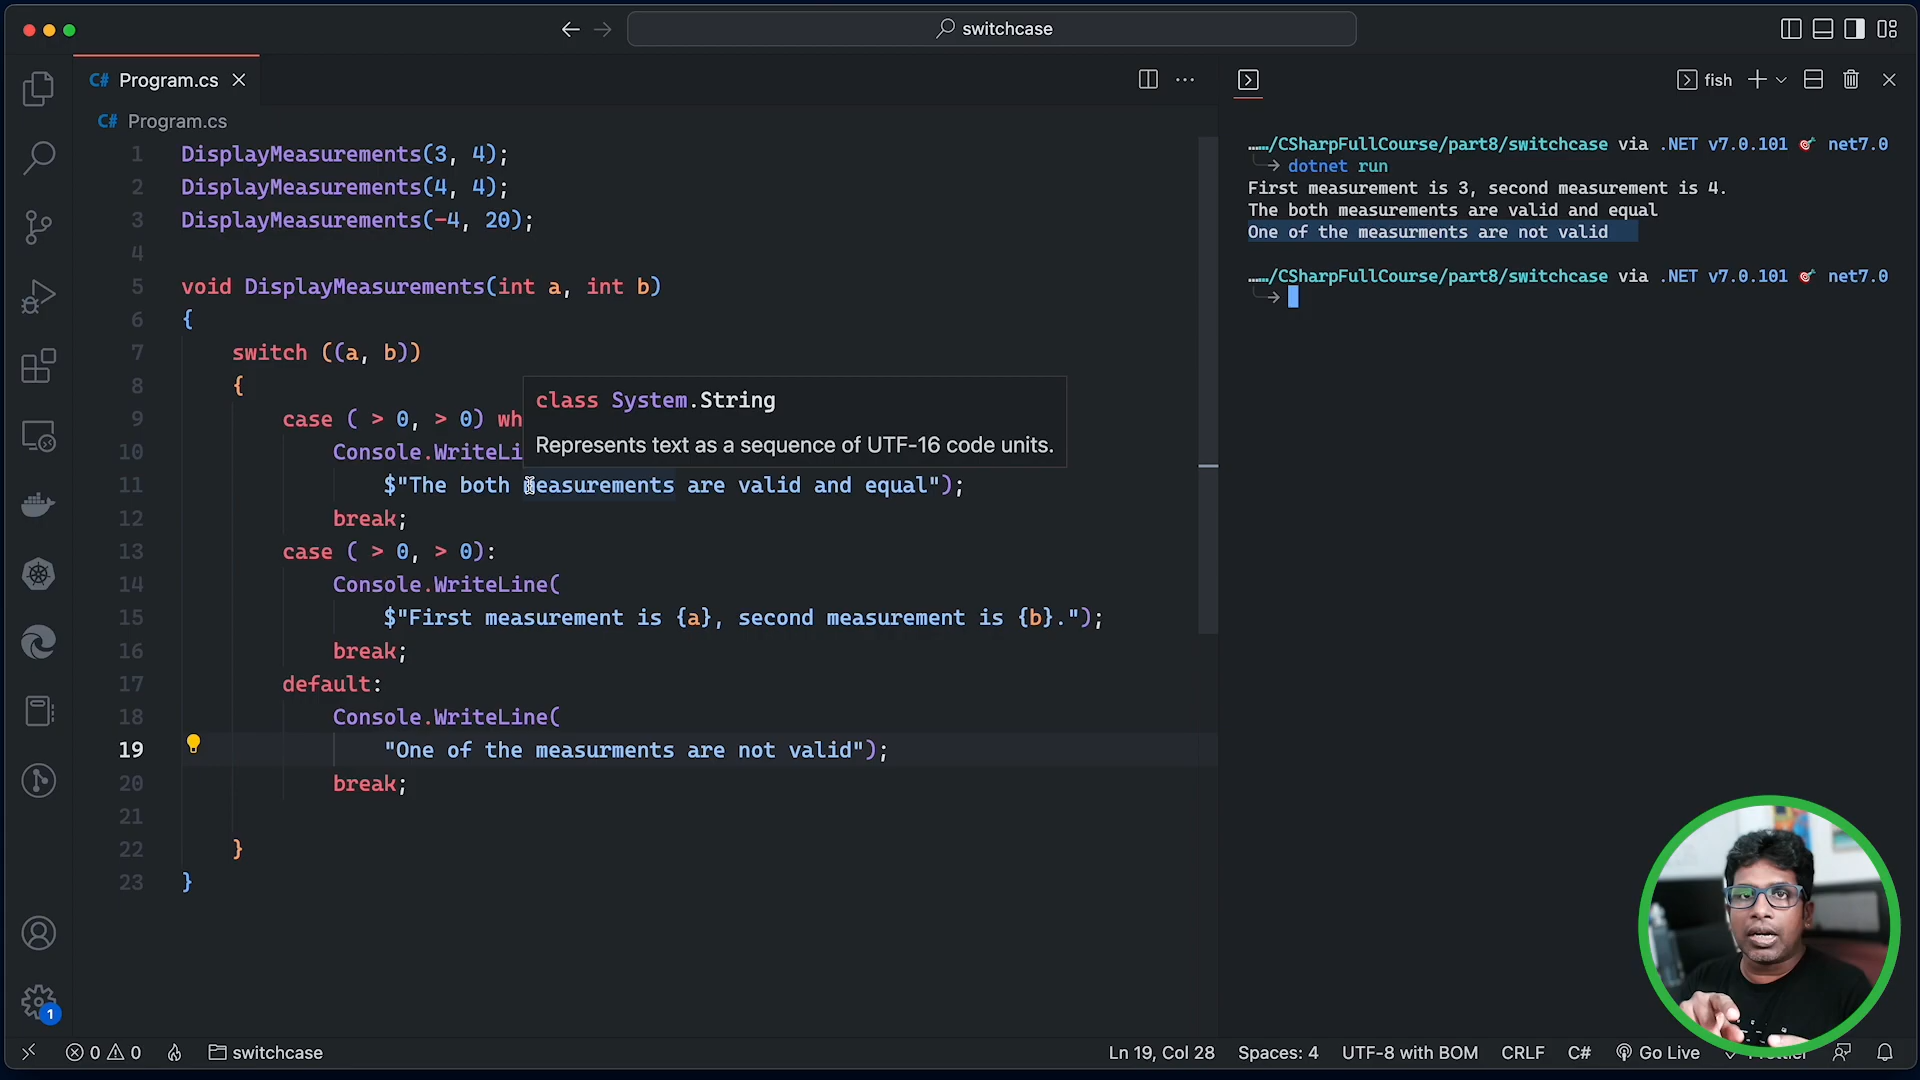 switchcase
C# Program.cs
fish
C# Program.cs
1 DisplayMeasurements(3, 4);
2 DisplayMeasurements(4, 4);
3 DisplayMeasurements(-4, 20);
4
5 void DisplayMeasurements(int a, int b)
6 {
7 switch ((a, b))
8 {
9 case ( > 0, > 0) wh
10 Console.WriteLi
11 $"The both measurements are valid and equal");
12 break;
13 case ( > 0, > 0):
14 Console.WriteLine(
15 $"First measurement is {a}, second measurement is {b}.");
16 break;
17 default:
18 Console.WriteLine(
19 "One of the measurments are not valid");
20 break;
21
22 }
23 }
class System.String
Represents text as a sequence of UTF-16 code units.
……/CSharpFullCourse/part8/switchcase via .NET v7.0.101 🎯 net7.0
→ dotnet run
First measurement is 3, second measurement is 4.
The both measurements are valid and equal
One of the measurments are not valid
……/CSharpFullCourse/part8/switchcase via .NET v7.0.101 🎯 net7.0
→
1
0 0 switchcase
Ln 19, Col 28 Spaces: 4 UTF-8 with BOM CRLF C# Go Live